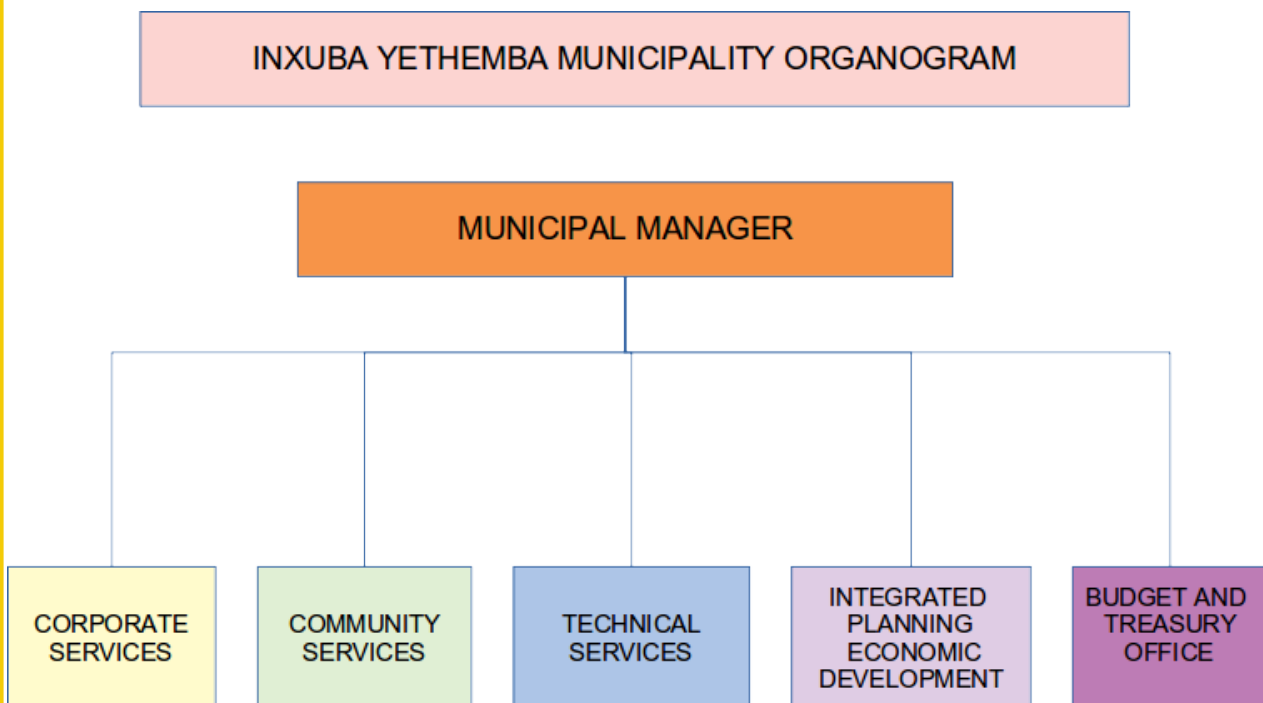 INXUBA YETHEMBA MUNICIPALITY ORGANOGRAM
MUNICIPAL MANAGER
CORPORATE
SERVICES
COMMUNITY
SERVICES
TECHNICAL
SERVICES
INTEGRATED
PLANNING
ECONOMIC
DEVELOPMENT
BUDGET AND
TREASURY
OFFICE